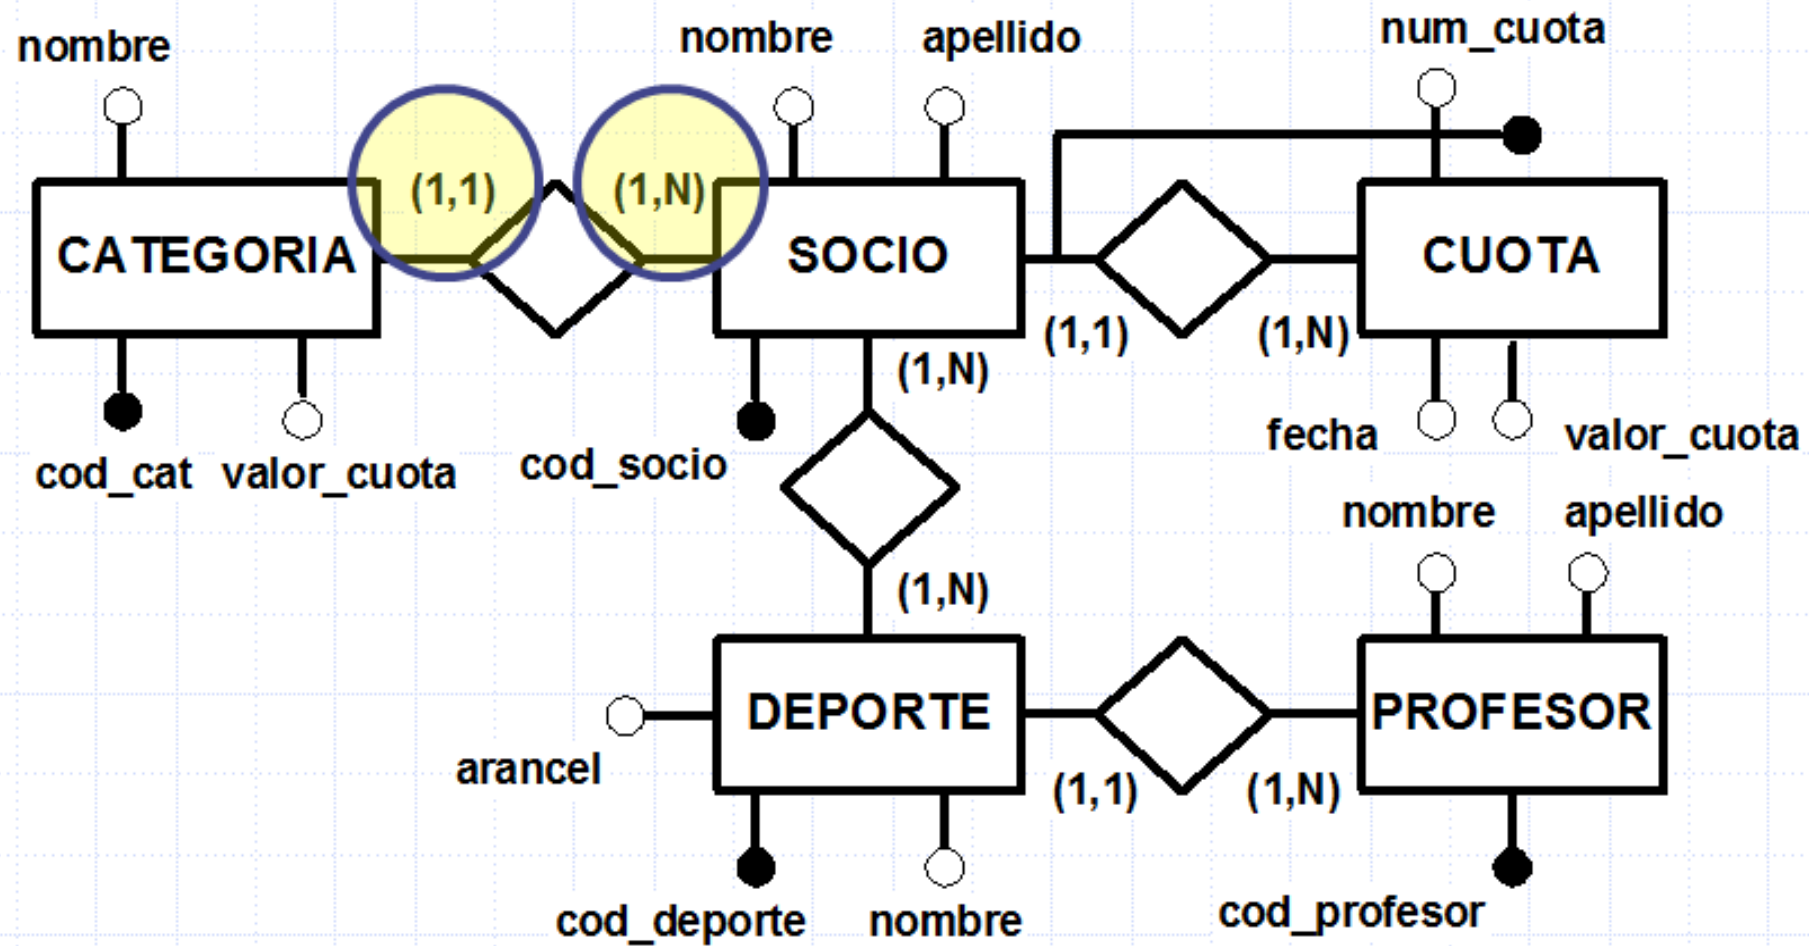 nombre
nombre
apellido
num_cuota
(1,1)
(1,N)
CATEGORIA
SOCIO
CUOTA
(1,1)
(1,N)
(1,N)
cod_cat
valor_cuota
cod_socio
fecha
valor_cuota
nombre
apellido
(1,N)
DEPORTE
PROFESOR
arancel
(1,1)
(1,N)
cod_deporte
nombre
cod_profesor